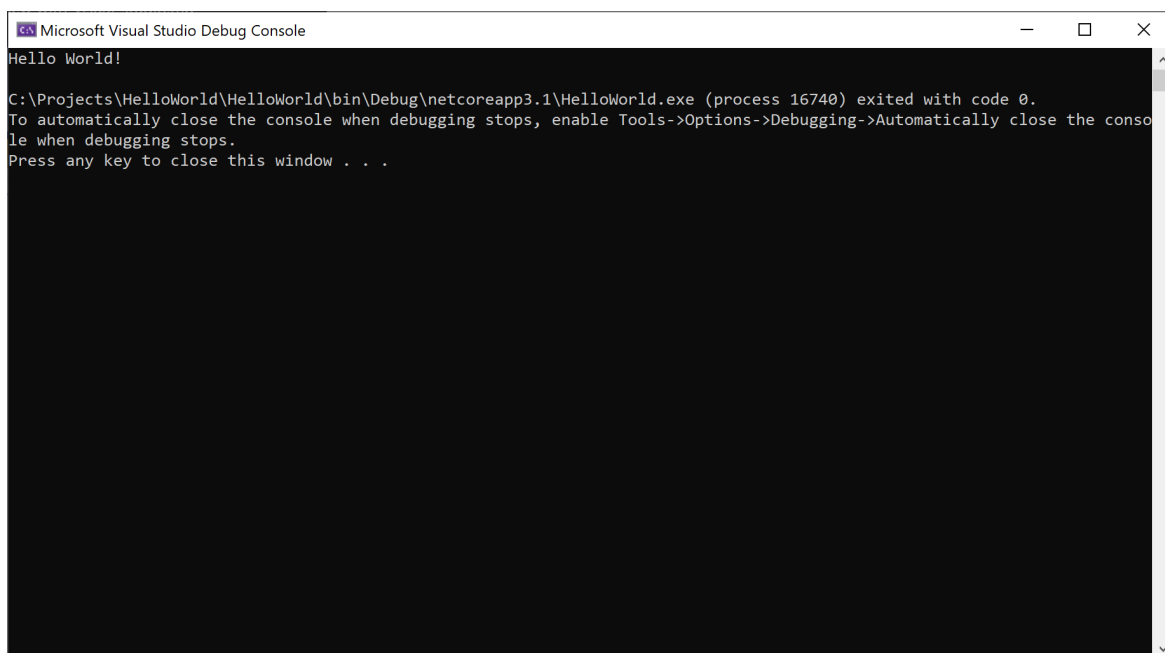 Microsoft Visual Studio Debug Console
Hello World!
C:\Projects\HelloWorld\HelloWorld\bin\Debug\netcoreapp3.1\HelloWorld.exe (process 16740) exited with code 0.
To automatically close the console when debugging stops, enable Tools->Options->Debugging->Automatically close the conso
le when debugging stops.
Press any key to close this window . . .